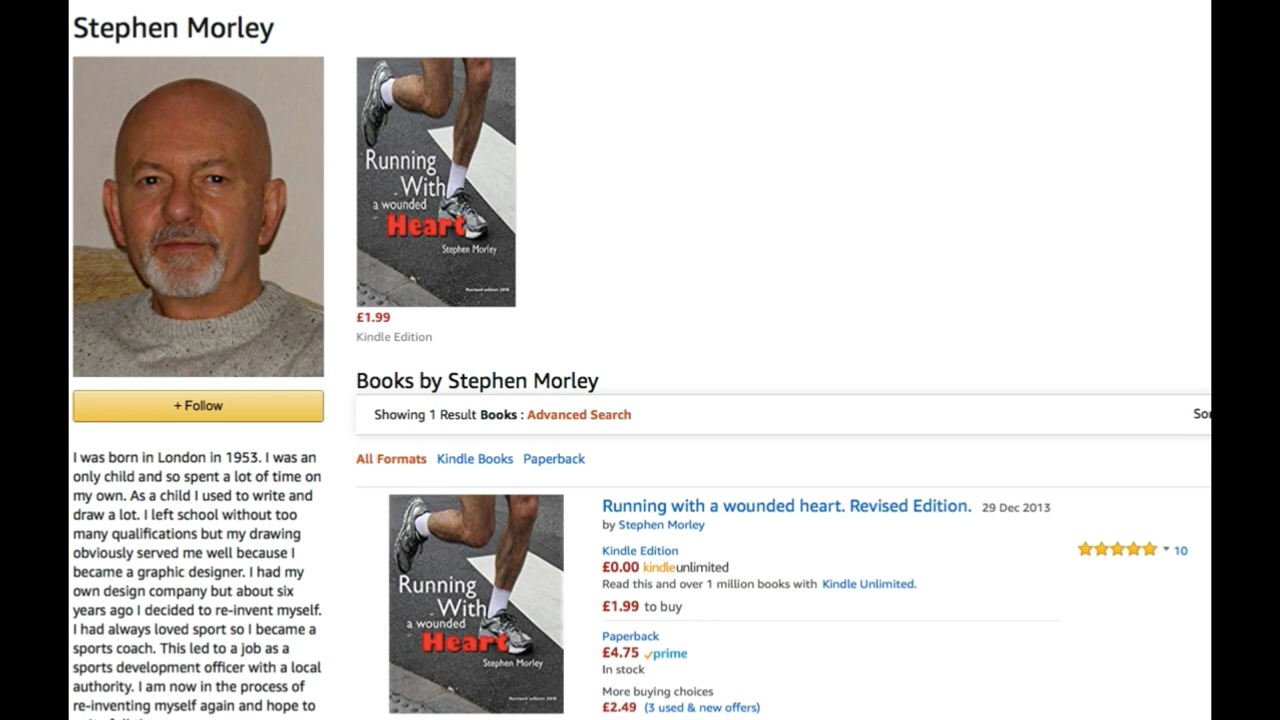 Stephen Morley
Running
With
a wounded
Heart
Stephen Morley
Revised edition 2018
£1.99
Kindle Edition
+ Follow
I was born in London in 1953. I was an
only child and so spent a lot of time on
my own. As a child I used to write and
draw a lot. I left school without too
many qualifications but my drawing
obviously served me well because I
became a graphic designer. I had my
own design company but about six
years ago I decided to re-invent myself.
I had always loved sport so I became a
sports coach. This led to a job as a
sports development officer with a local
authority. I am now in the process of
re-inventing myself again and hope to
Books by Stephen Morley
Showing 1 Result Books : Advanced Search
Sor
All Formats Kindle Books Paperback
Running
With
a wounded
Heart
Stephen Morley
Revised edition 2018
Running with a wounded heart. Revised Edition. 29 Dec 2013
by Stephen Morley
Kindle Edition
£0.00 kindleunlimited
Read this and over 1 million books with Kindle Unlimited.
£1.99 to buy
10
Paperback
£4.75 prime
In stock
More buying choices
£2.49 (3 used & new offers)